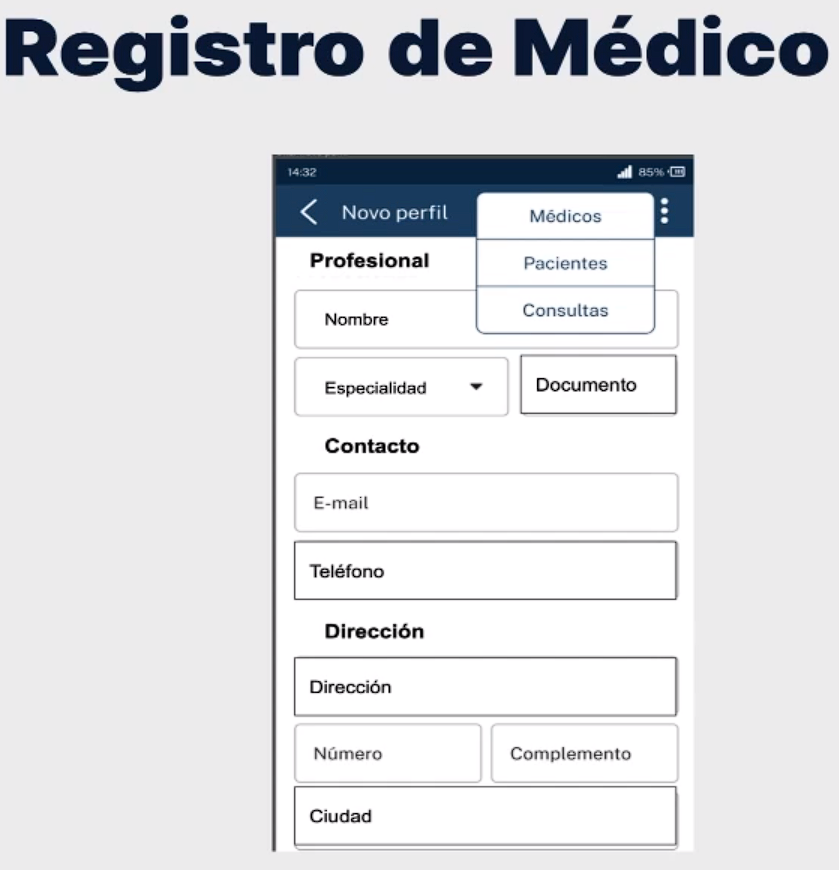 Registro de Médico
14:32 85%
Novo perfil
Médicos
Pacientes
Consultas
Profesional
Nombre
Especialidad Documento
Contacto
E-mail
Teléfono
Dirección
Dirección
Número Complemento
Ciudad